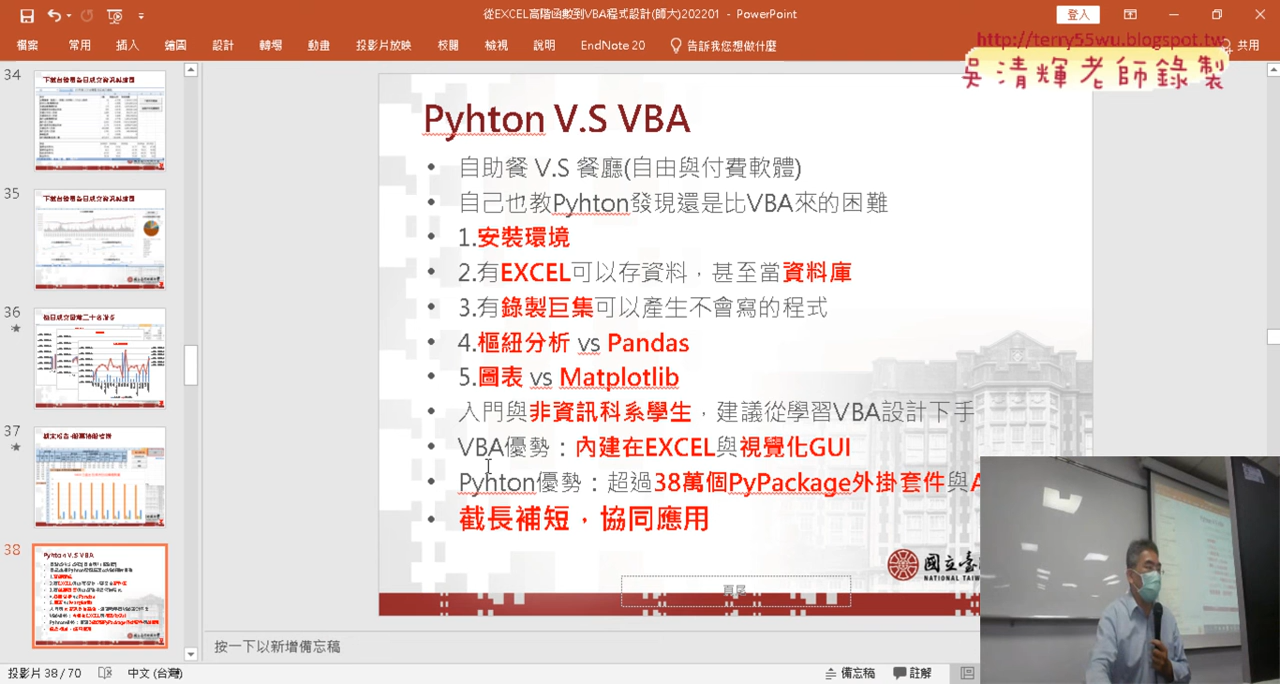 從EXCEL高階函數到VBA程式設計(師大)202201 - PowerPoint
登入
檔案 常用 插入 繪圖 設計 轉場 動畫 投影片放映 校閱 檢視 說明 EndNote 20 告訴我您想做什麼 共用
http://terry55wu.blogspot.tw
吳清輝老師錄製
34
35
36
37
38
Pyhton V.S VBA
Pyhton V.S VBA
• 自助餐 V.S 餐廳(自由與付費軟體)
• 自己也教Pyhton發現還是比VBA來的困難
• 1.安裝環境
• 2.有EXCEL可以存資料，甚至當資料庫
• 3.有錄製巨集可以產生不會寫的程式
• 4.樞紐分析 vs Pandas
• 5.圖表 vs Matplotlib
• 入門與非資訊科系學生，建議從學習VBA設計下手
• VBA優勢：內建在EXCEL與視覺化GUI
• Pyhton優勢：超過38萬個PyPackage外掛套件與
• 截長補短，協同應用
國立臺
NATIONAL TAIW
頁尾
按一下以新增備忘稿
投影片 38 / 70 中文 (台灣) 備忘稿 註解